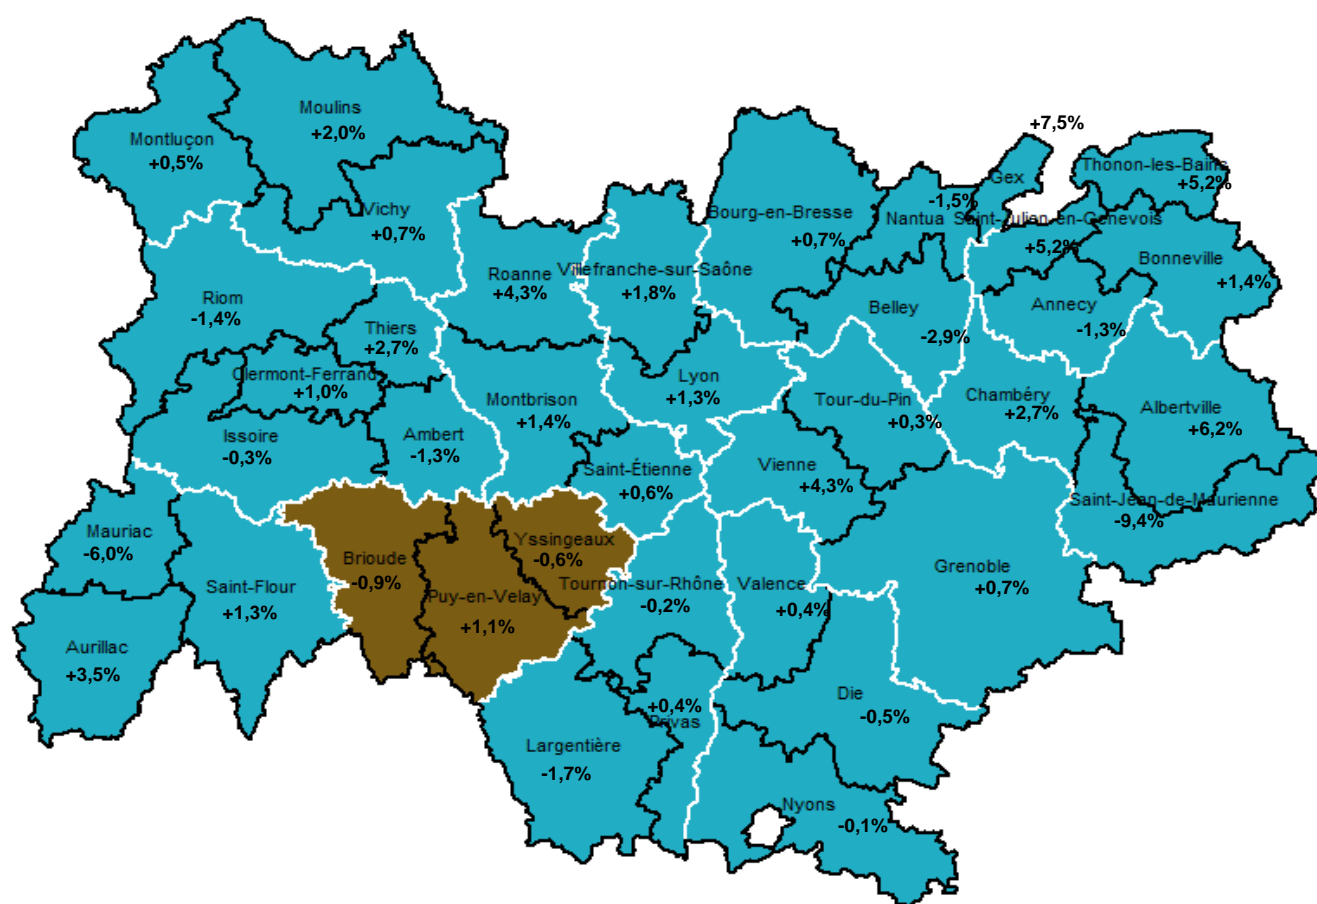 Moulins
+2,0%
Montluçon
+0,5%
Vichy
+0,7%
+7,5%
Gex
Thonon-les-Bains
+5,2%
Bourg-en-Bresse
+0,7%
Nantua
-1,5%
Saint-Julien-en-Genevois
+5,2%
Bonneville
+1,4%
Roanne
+4,3%
Villefranche-sur-Saône
+1,8%
Belley
-2,9%
Annecy
-1,3%
Riom
-1,4%
Thiers
+2,7%
Clermont-Ferrand
+1,0%
Lyon
+1,3%
Montbrison
+1,4%
Tour-du-Pin
+0,3%
Chambéry
+2,7%
Albertville
+6,2%
Issoire
-0,3%
Ambert
-1,3%
Saint-Étienne
+0,6%
Vienne
+4,3%
Saint-Jean-de-Maurienne
-9,4%
Mauriac
-6,0%
Saint-Flour
+1,3%
Brioude
-0,9%
Yssingeaux
-0,6%
Puy-en-Velay
+1,1%
Tournon-sur-Rhône
-0,2%
Valence
+0,4%
Grenoble
+0,7%
Aurillac
+3,5%
+0,4%
Privas
Die
-0,5%
Largentière
-1,7%
Nyons
-0,1%